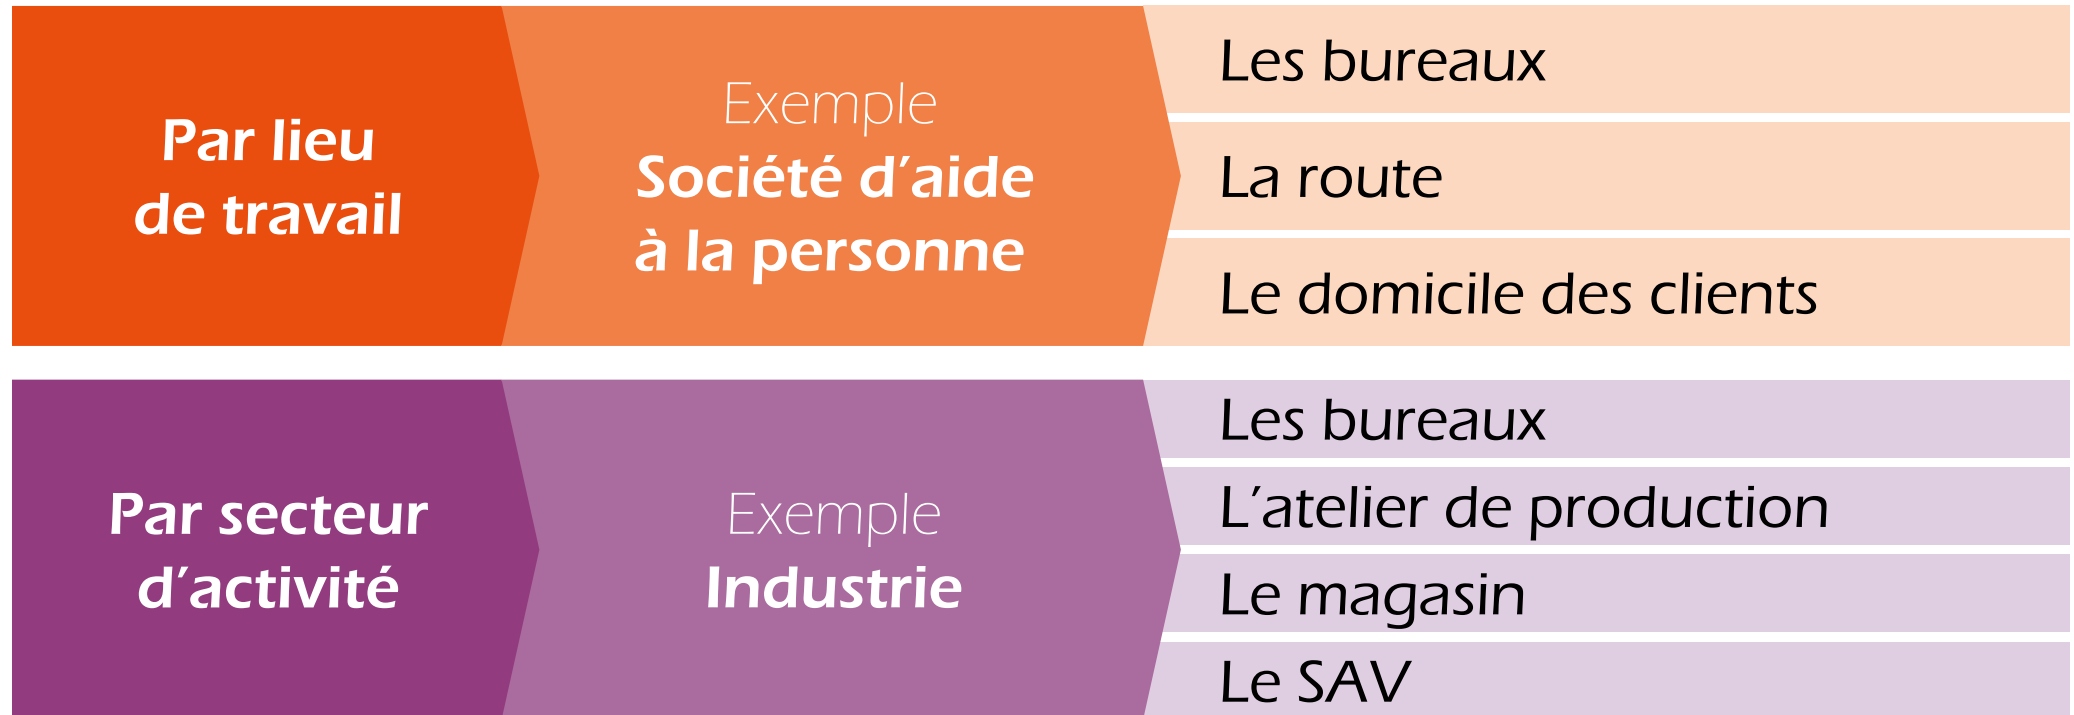 Par lieu
de travail
Exemple
Société d’aide
à la personne
Les bureaux
La route
Le domicile des clients
Par secteur
d’activité
Exemple
Industrie
Les bureaux
L’atelier de production
Le magasin
Le SAV